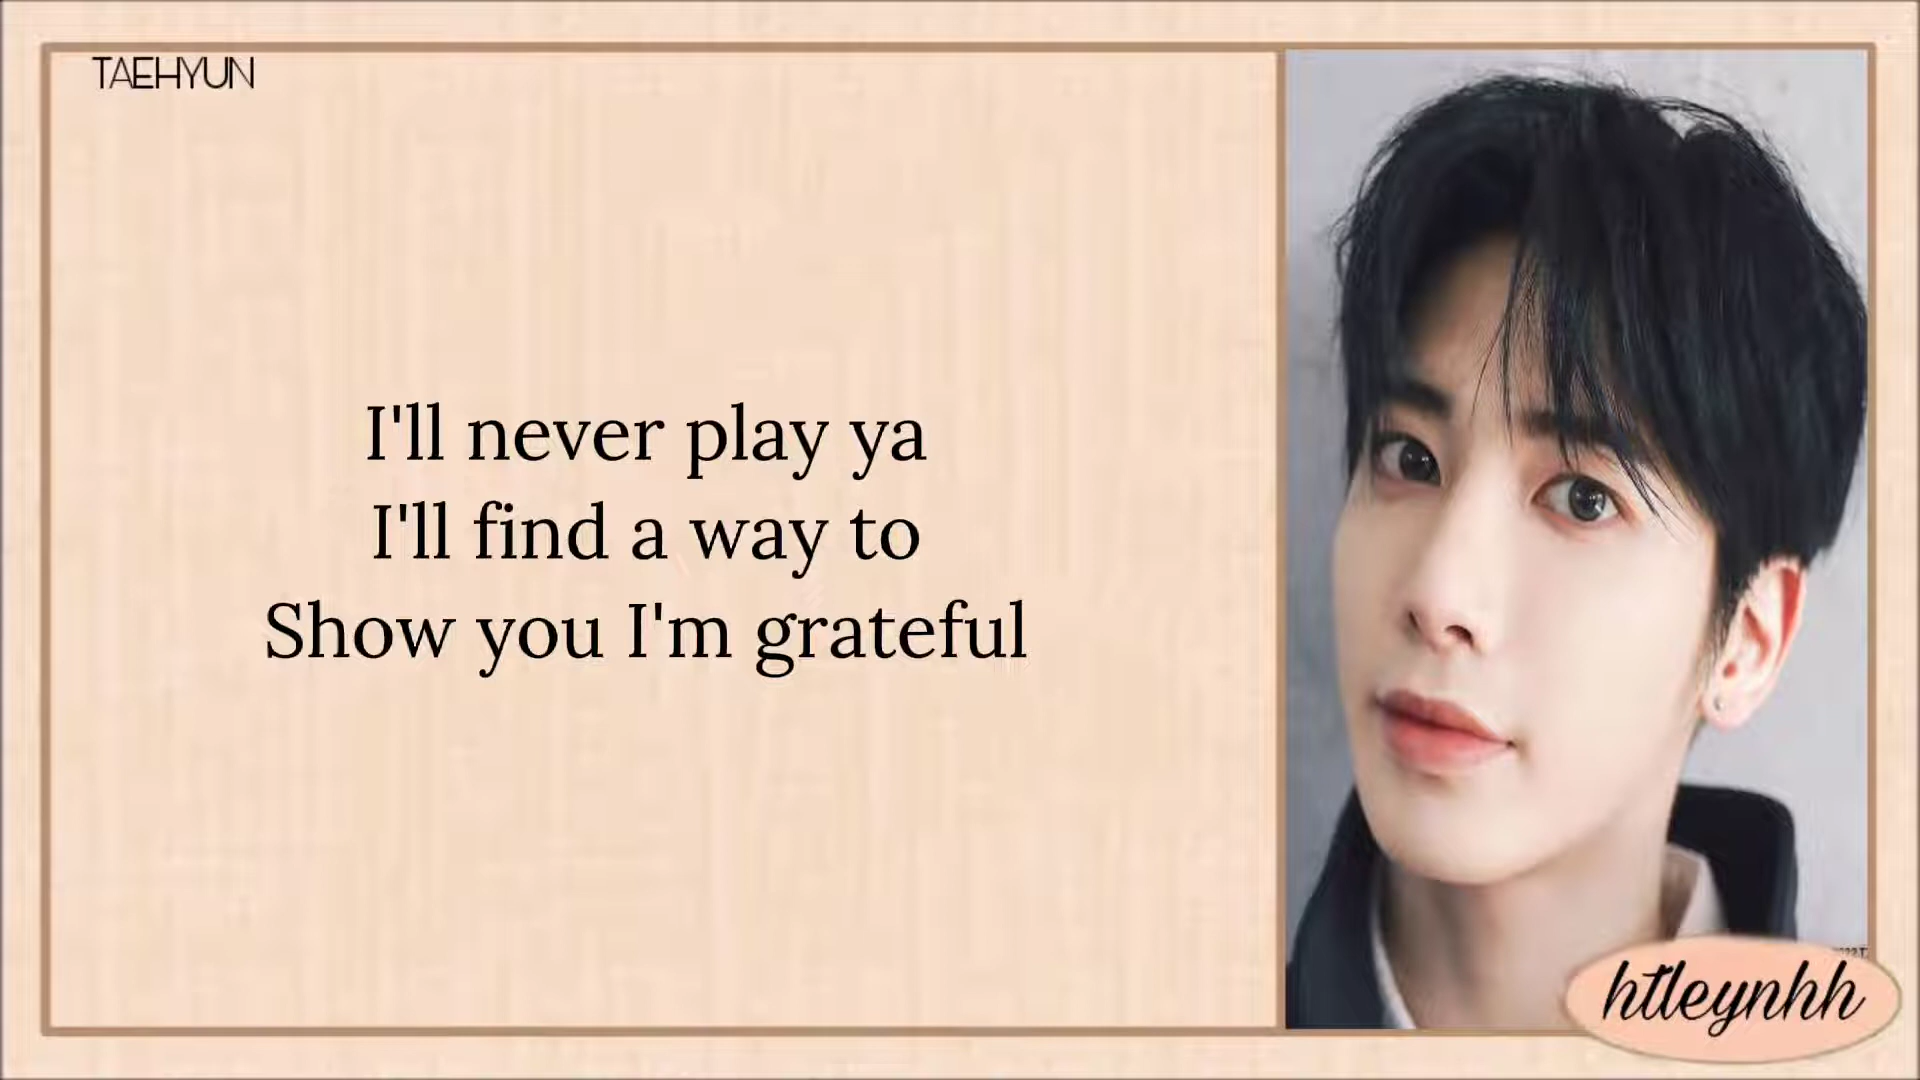 TAEHYUN
I'll never play ya
I'll find a way to
Show you I'm grateful
htleynhh